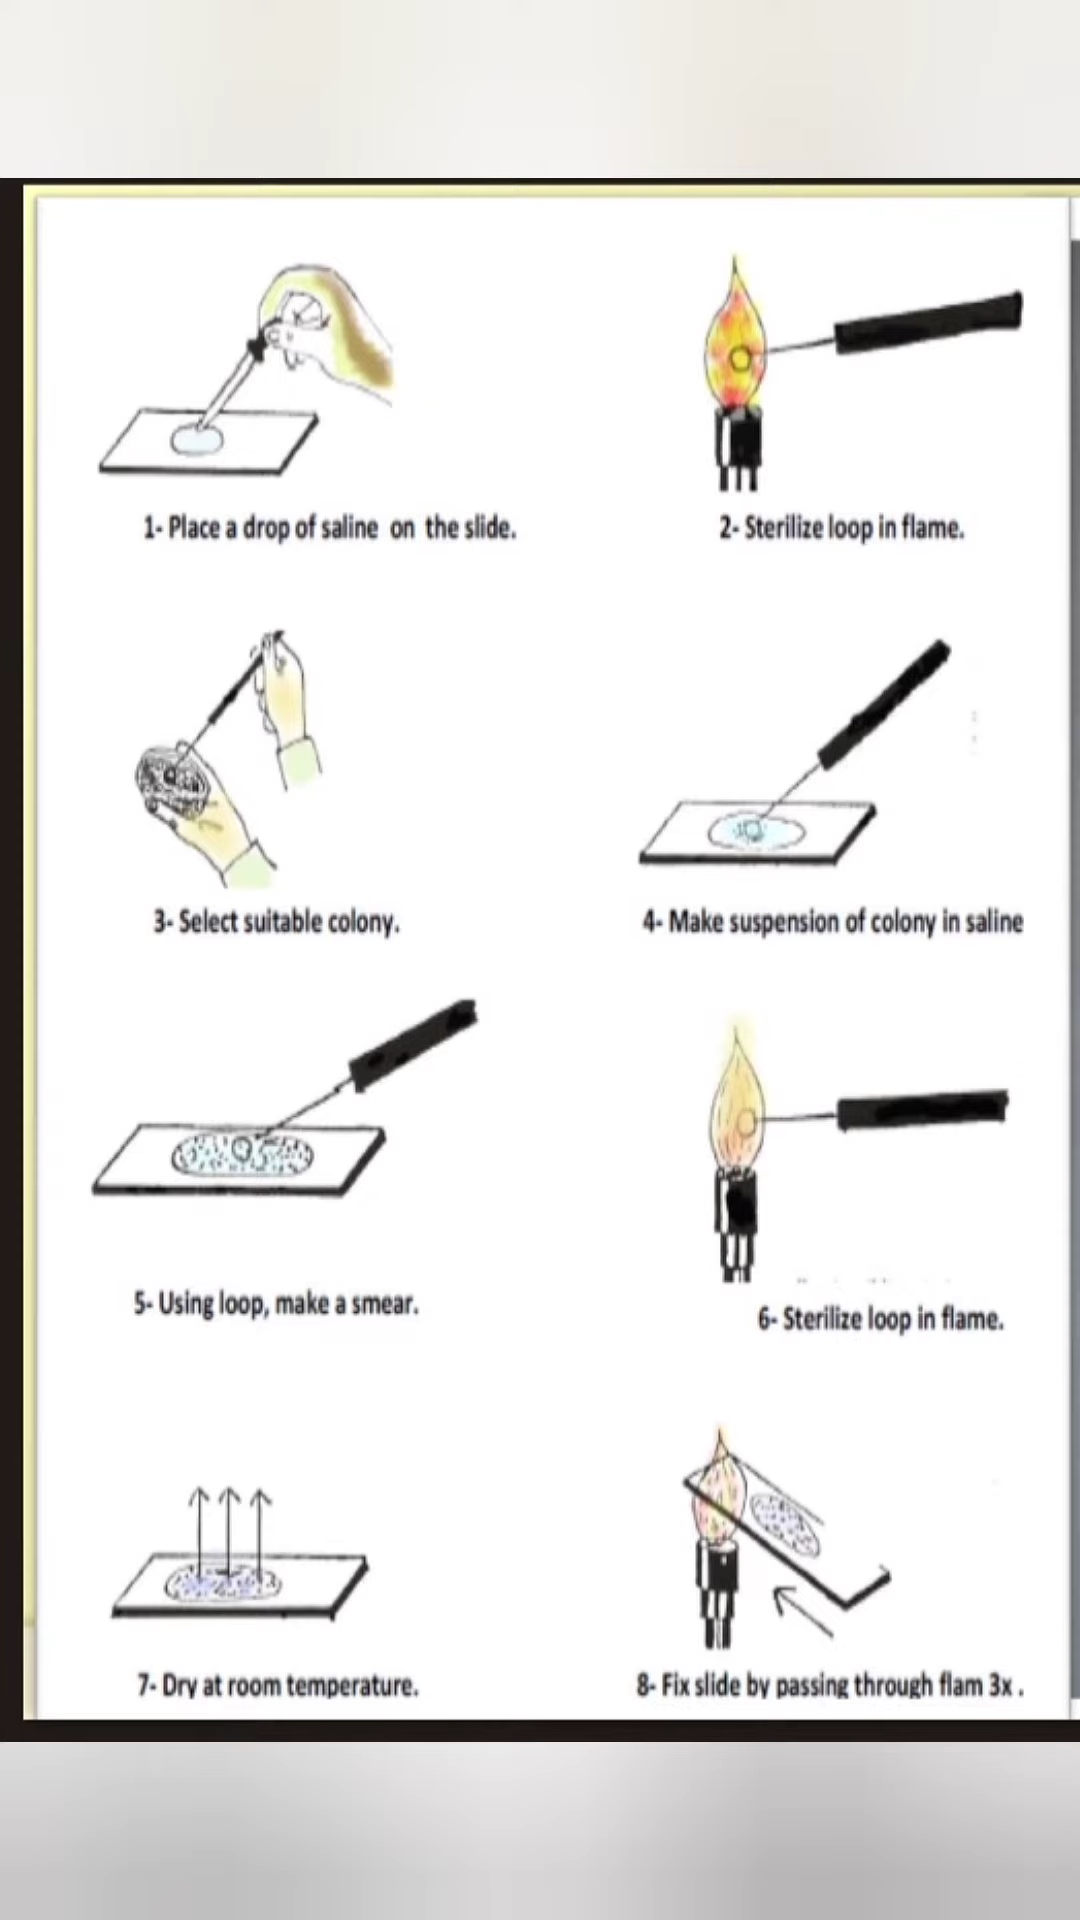 1- Place a drop of saline on the slide.
2- Sterilize loop in flame.
3- Select suitable colony.
4- Make suspension of colony in saline
5- Using loop, make a smear.
6- Sterilize loop in flame.
7- Dry at room temperature.
8- Fix slide by passing through flam 3x .